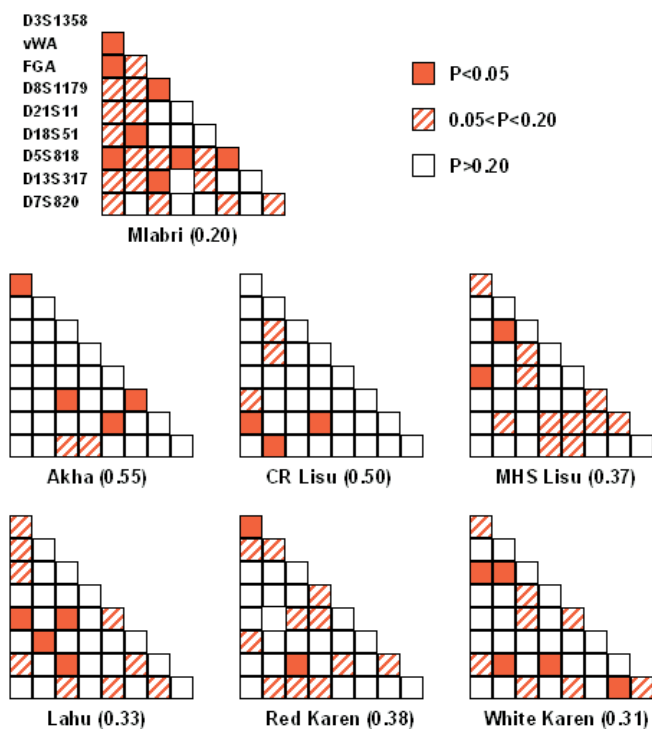 D3S1358
vWA
FGA
D8S1179
D21S11
D18S51
D5S818
D13S317
D7S820
Mlabri (0.20)
P<0.05
0.05<P<0.20
P>0.20
Akha (0.55)
CR Lisu (0.50)
MHS Lisu (0.37)
Lahu (0.33)
Red Karen (0.38)
White Karen (0.31)